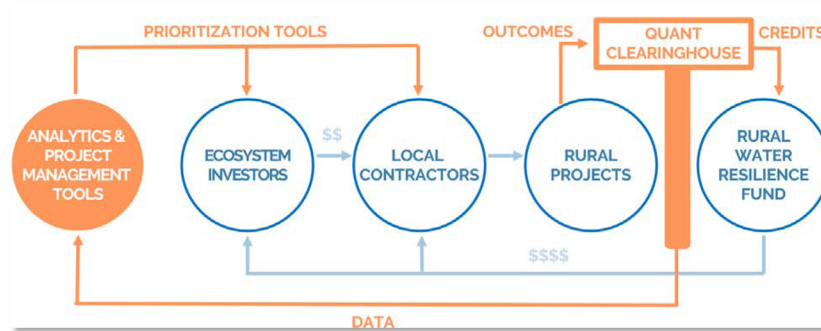 PRIORITIZATION TOOLS
OUTCOMES
QUANT
CLEARINGHOUSE
CREDITS
ANALYTICS &
PROJECT
MANAGEMENT
TOOLS
ECOSYSTEM
INVESTORS
$$
LOCAL
CONTRACTORS
RURAL
PROJECTS
RURAL
WATER
RESILIENCE
FUND
$$$$
DATA